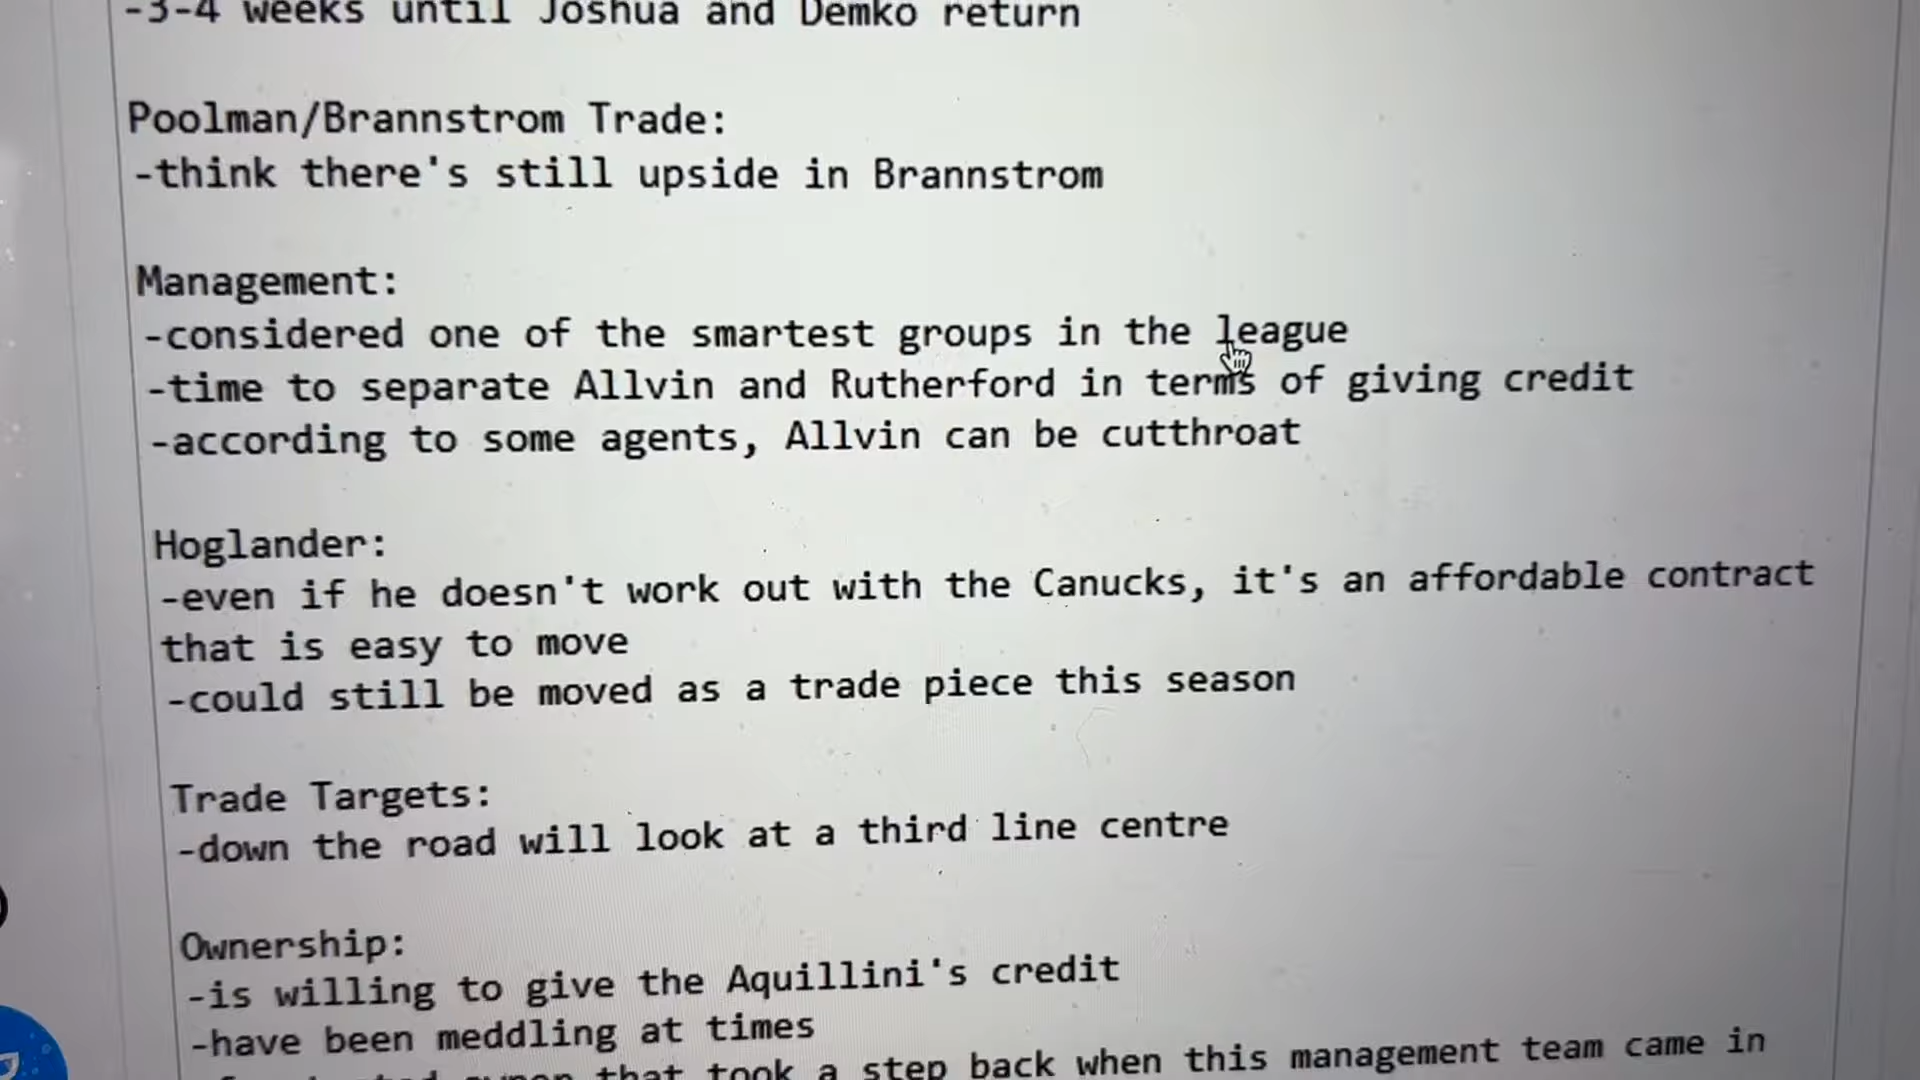 -3-4 weeks until Joshua and Demko return
Poolman/Brannstrom Trade:
-think there's still upside in Brannstrom
Management:
-considered one of the smartest groups in the league
-time to separate Allvin and Rutherford in terms of giving credit
-according to some agents, Allvin can be cutthroat
Hoglander:
-even if he doesn't work out with the Canucks, it's an affordable contract
that is easy to move
-could still be moved as a trade piece this season
Trade Targets:
-down the road will look at a third line centre
Ownership:
-is willing to give the Aquillini's credit
-have been meddling at times
that took a step back when this management team came in